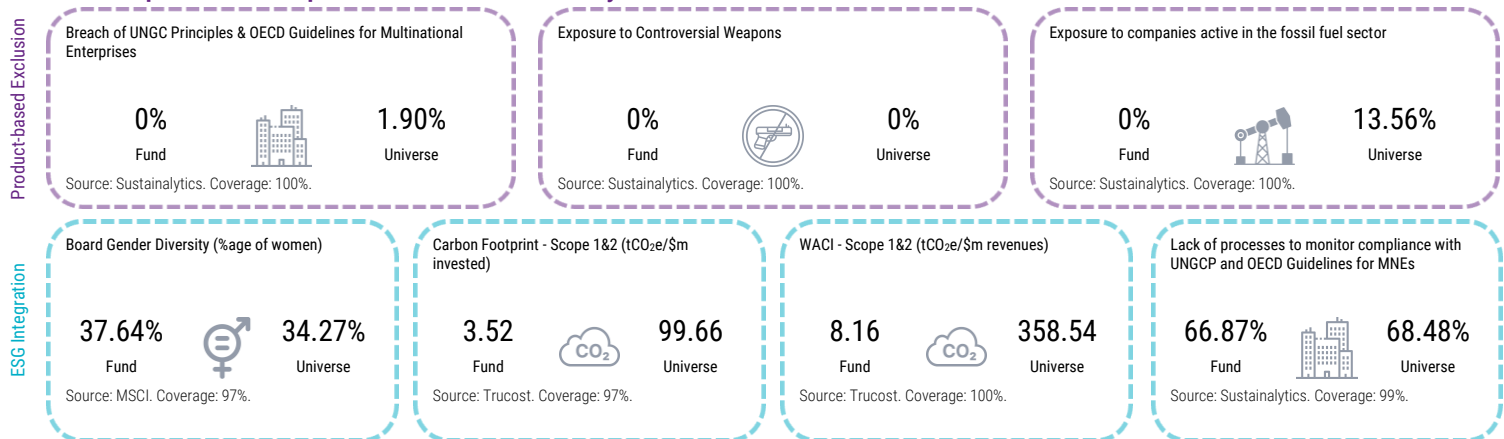 Product-based Exclusion
Breach of UNGC Principles & OECD Guidelines for Multinational
Enterprises
0%
Fund
1.90%
Universe
Source: Sustainalytics. Coverage: 100%.
Exposure to Controversial Weapons
0%
Fund
0%
Universe
Source: Sustainalytics. Coverage: 100%.
Exposure to companies active in the fossil fuel sector
0%
Fund
13.56%
Universe
Source: Sustainalytics. Coverage: 100%.
ESG Integration
Board Gender Diversity (%age of women)
37.64%
Fund
34.27%
Universe
Source: MSCI. Coverage: 97%.
Carbon Footprint - Scope 1&2 (tCO₂e/$m
invested)
3.52
Fund
CO₂
99.66
Universe
Source: Trucost. Coverage: 97%.
WACI - Scope 1&2 (tCO₂e/$m revenues)
8.16
Fund
CO₂
358.54
Universe
Source: Trucost. Coverage: 100%.
Lack of processes to monitor compliance with
UNGCP and OECD Guidelines for MNEs
66.87%
Fund
68.48%
Universe
Source: Sustainalytics. Coverage: 99%.